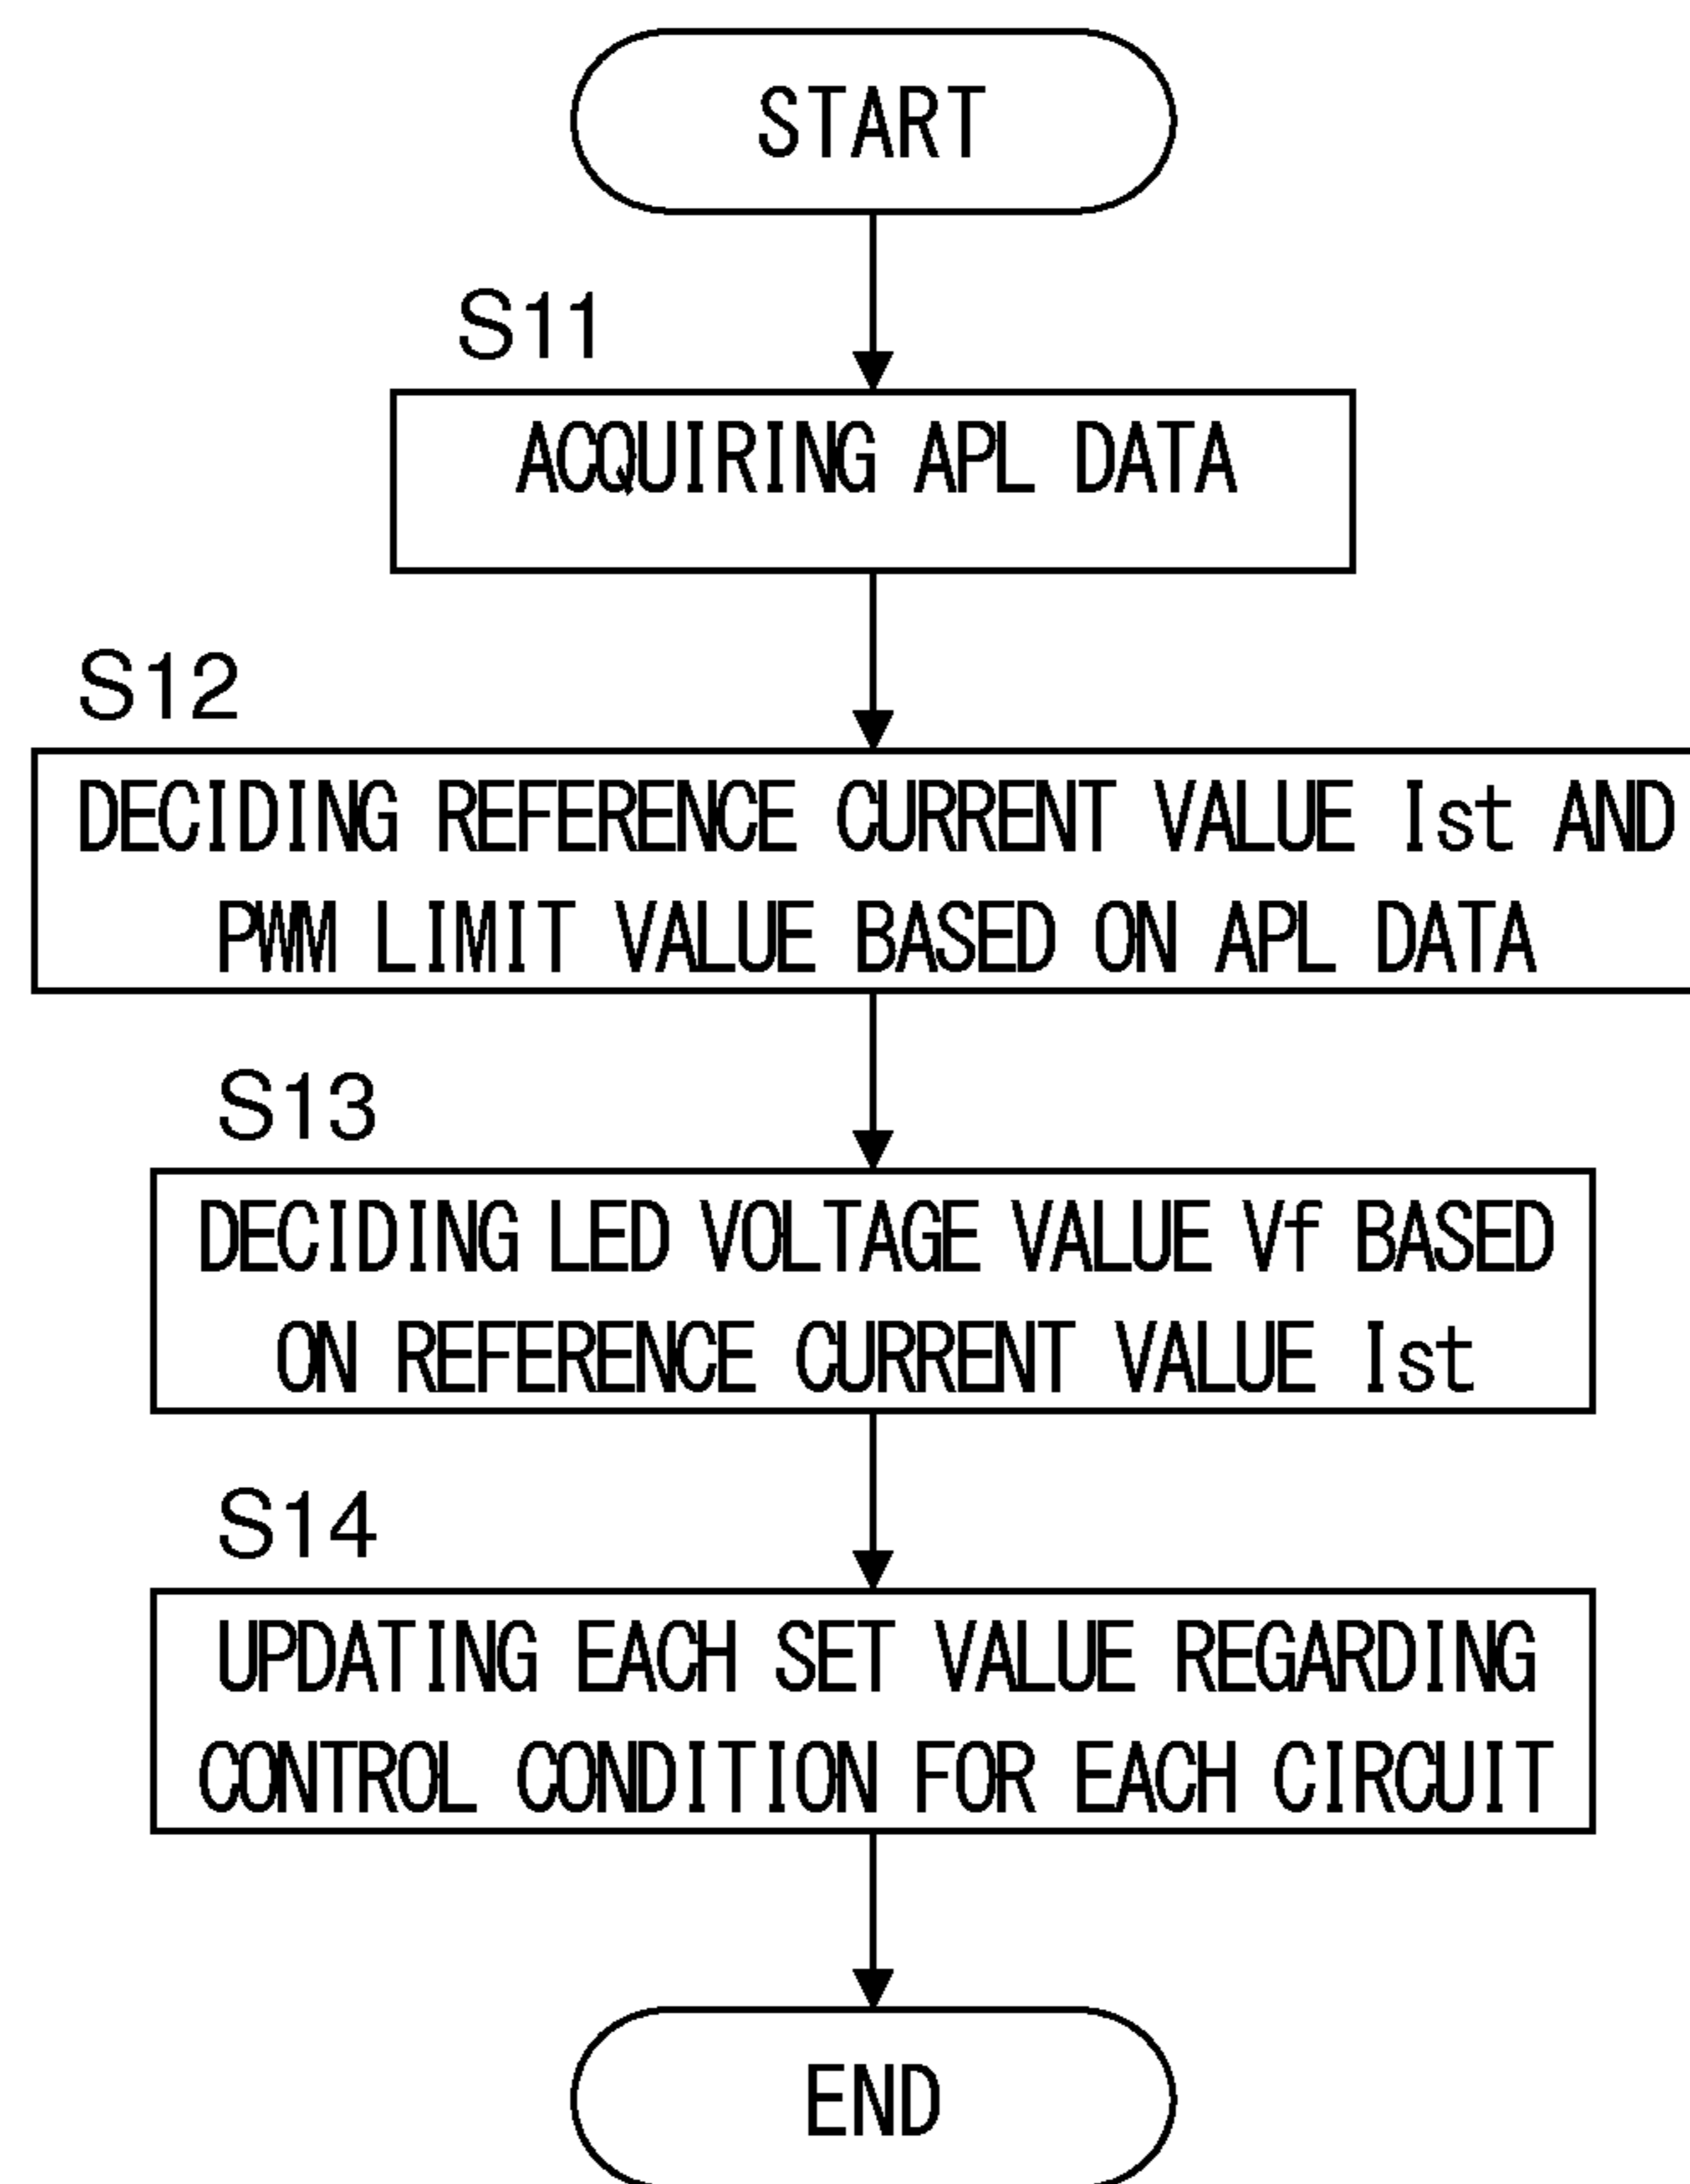 START
S11
ACQUIRING APL DATA
S12
DECIDING REFERENCE CURRENT VALUE Ist AND
PWM LIMIT VALUE BASED ON APL DATA
S13
DECIDING LED VOLTAGE VALUE Vf BASED
ON REFERENCE CURRENT VALUE Ist
S14
UPDATING EACH SET VALUE REGARDING
CONTROL CONDITION FOR EACH CIRCUIT
END